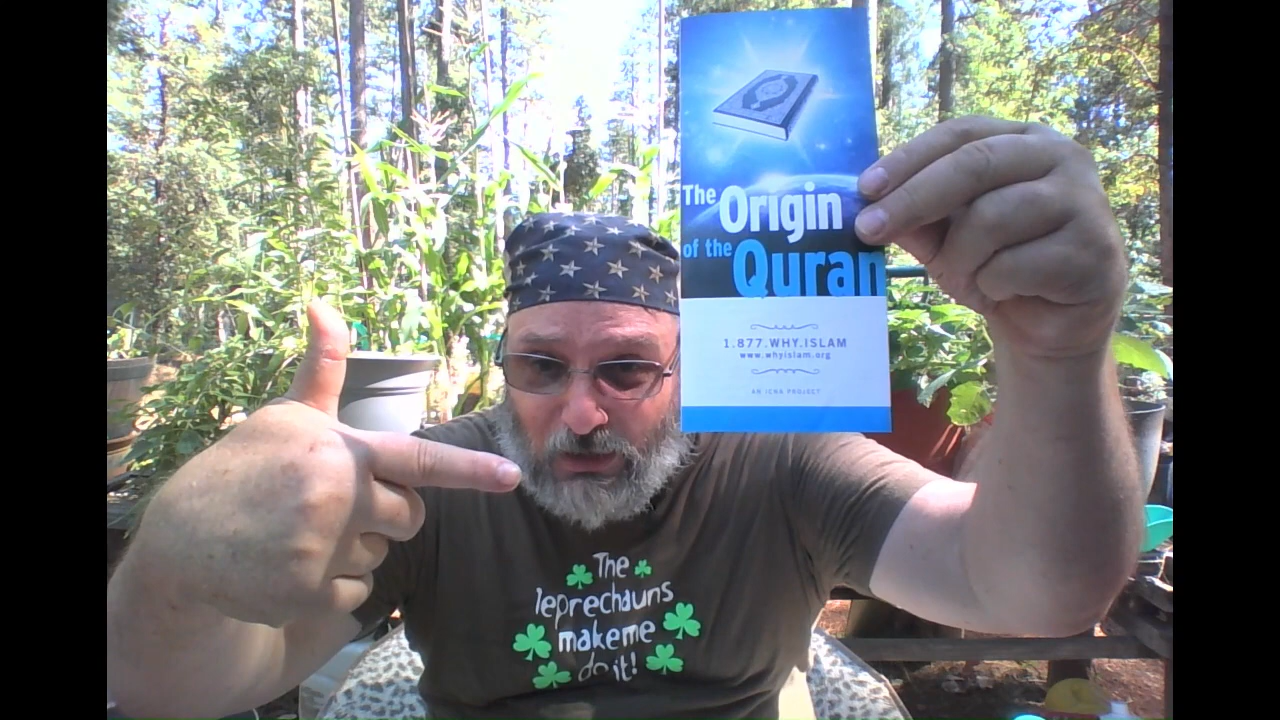 The
Origin
of the
Quran
1.877.WHY.ISLAM
www.whyislam.org
AN ICNA PROJECT
The
leprechauns
make me
do it!